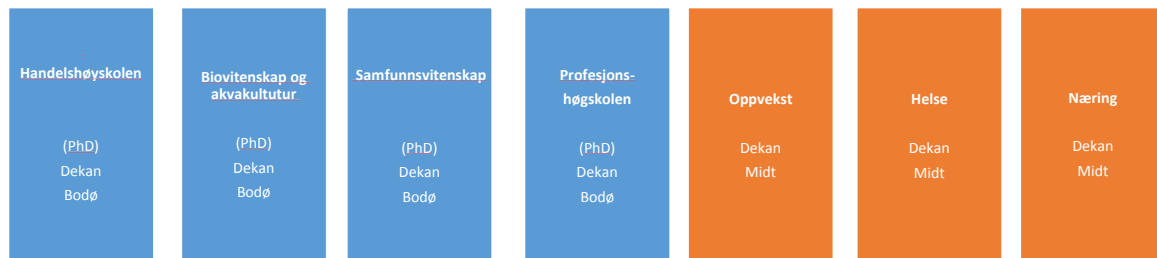 Handelshøyskolen
(PhD)
Dekan
Bodø
Biovitenskap og
akvakultutur
(PhD)
Dekan
Bodø
Samfunnsvitenskap
(PhD)
Dekan
Bodø
Profesjons-
høgskolen
(PhD)
Dekan
Bodø
Oppvekst
Dekan
Midt
Helse
Dekan
Midt
Næring
Dekan
Midt